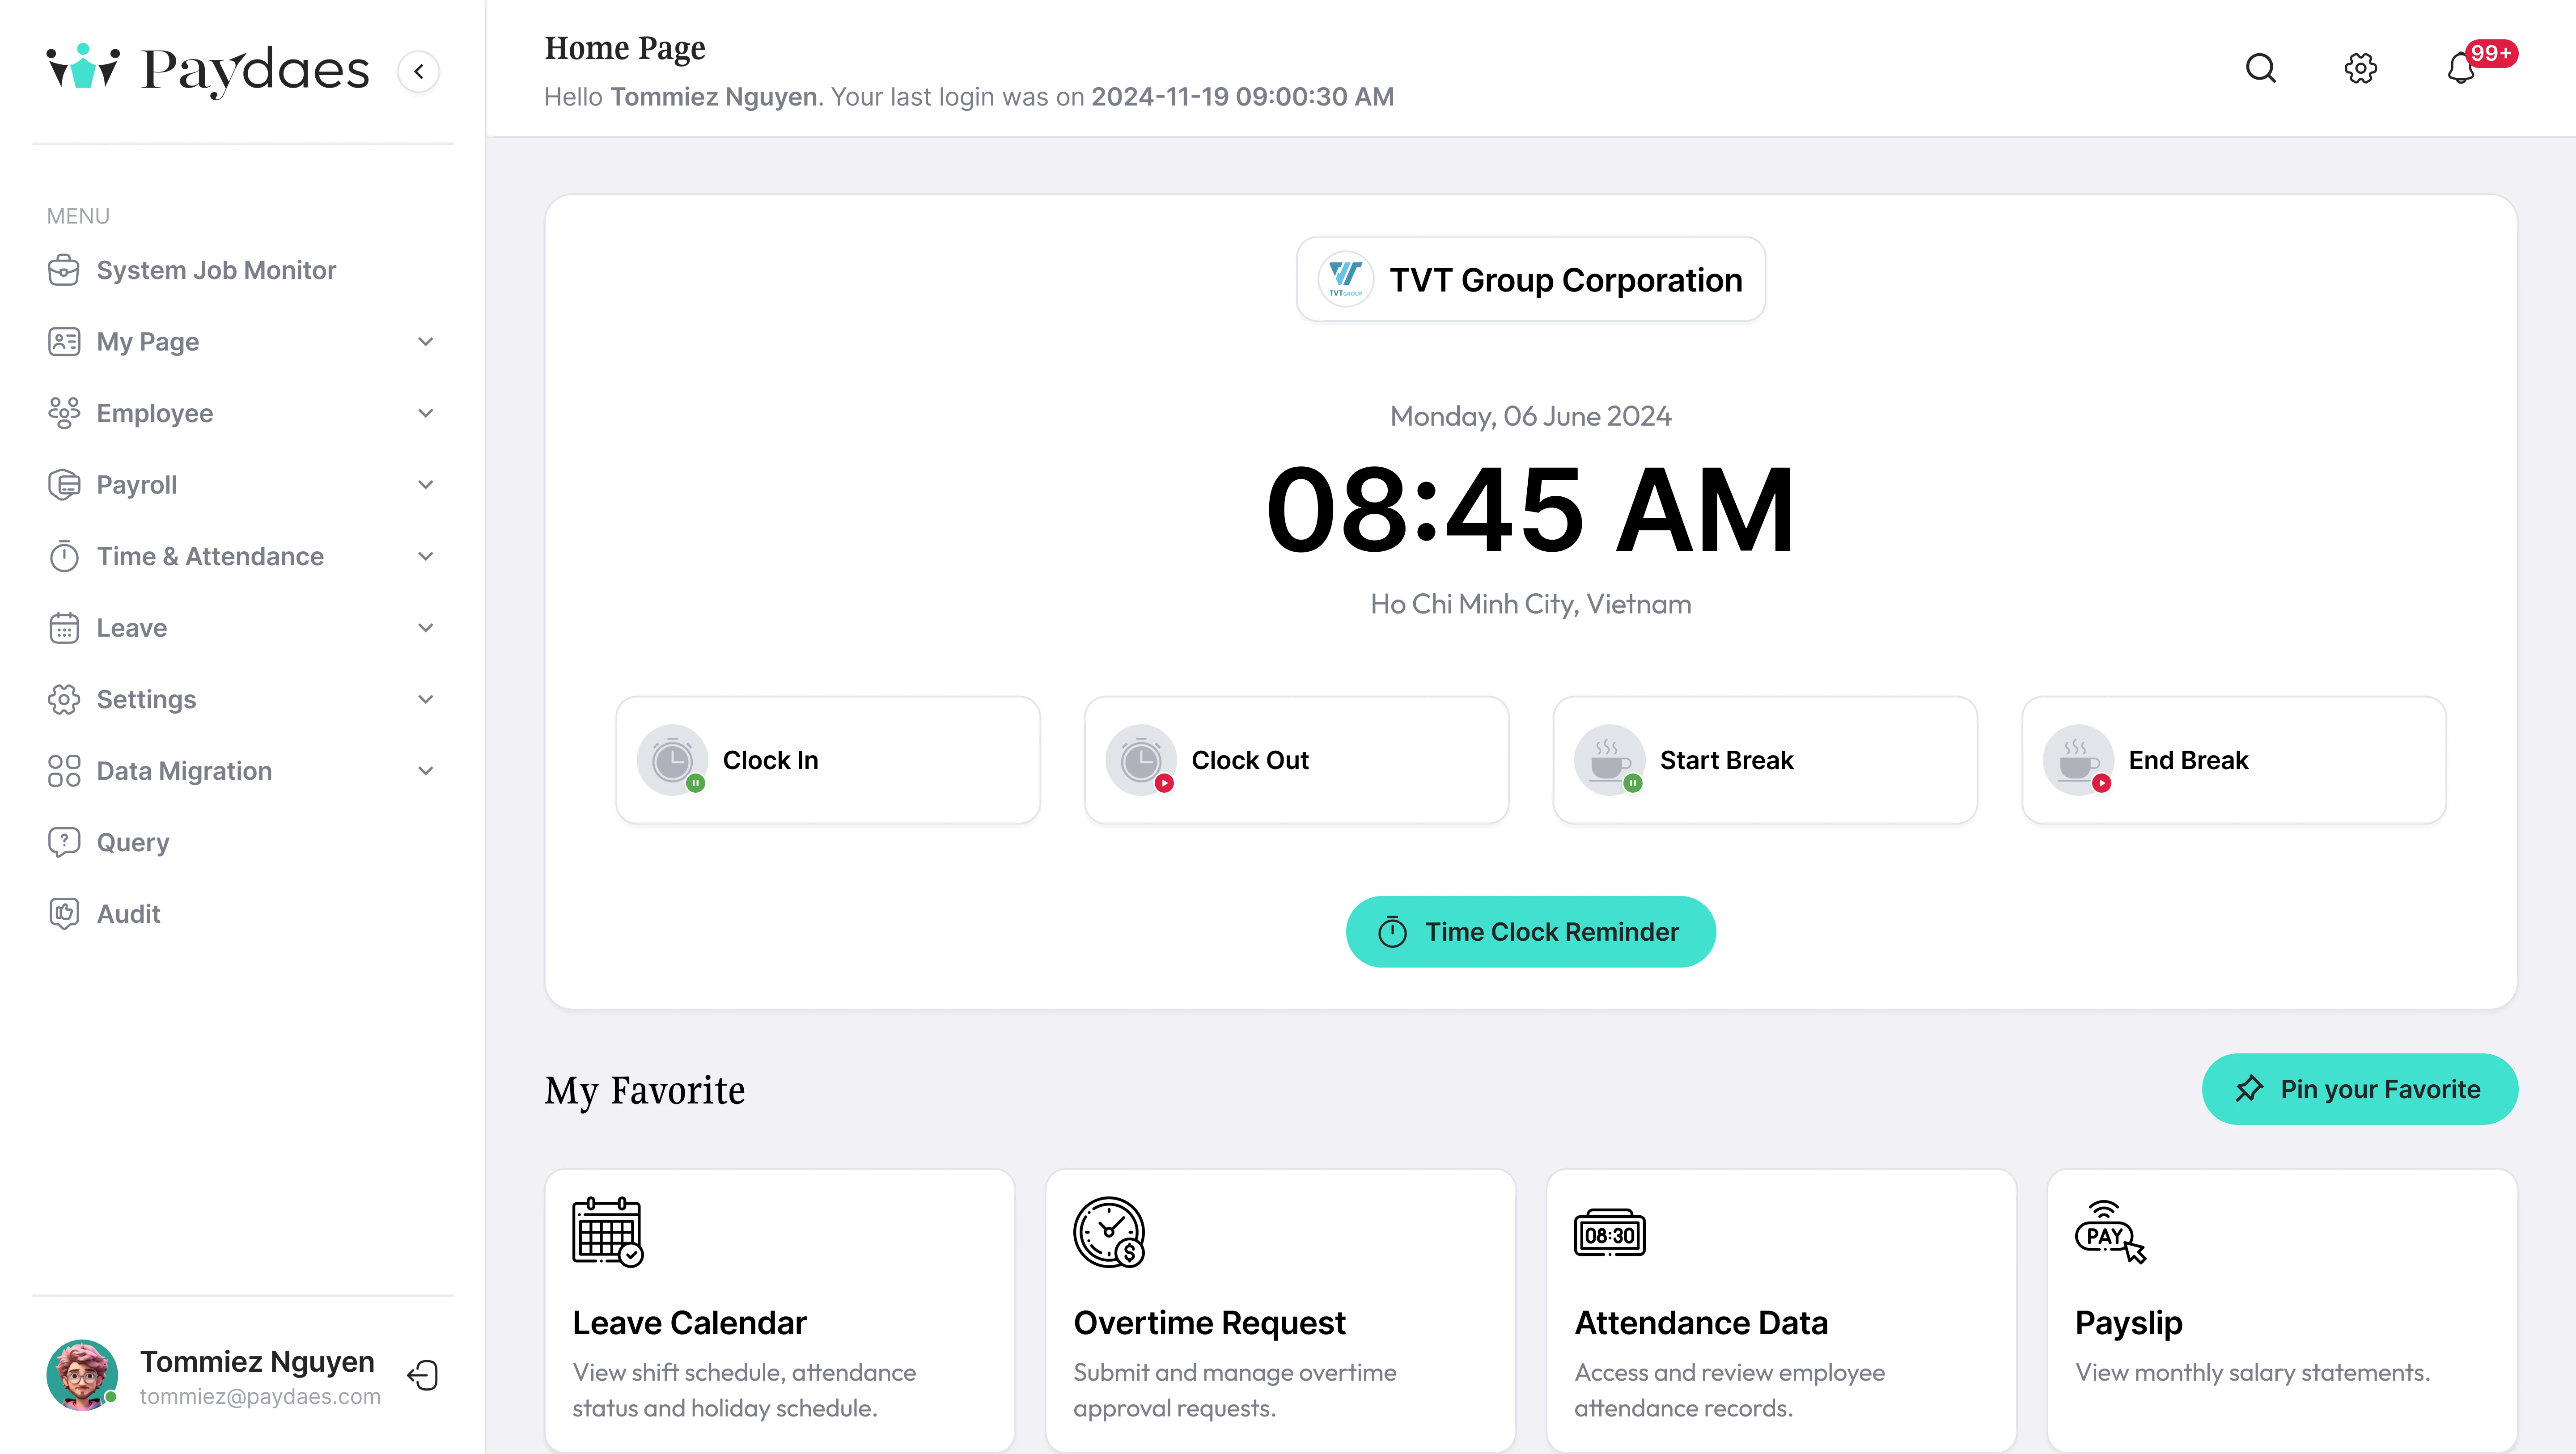 Paydaes
Home Page
Hello Tommiez Nguyen. Your last login was on 2024-11-19 09:00:30 AM
99+
MENU
System Job Monitor
My Page
Employee
Payroll
Time & Attendance
Leave
Settings
Data Migration
Query
Audit
Tommiez Nguyen
tommiez@paydaes.com
TVTGROUP
TVT Group Corporation
Monday, 06 June 2024
08:45 AM
Ho Chi Minh City, Vietnam
Clock In
Clock Out
Start Break
End Break
Time Clock Reminder
My Favorite
Pin your Favorite
Leave Calendar
View shift schedule, attendance
status and holiday schedule.
$
Overtime Request
Submit and manage overtime
approval requests.
08:30
Attendance Data
Access and review employee
attendance records.
PAY
Payslip
View monthly salary statements.